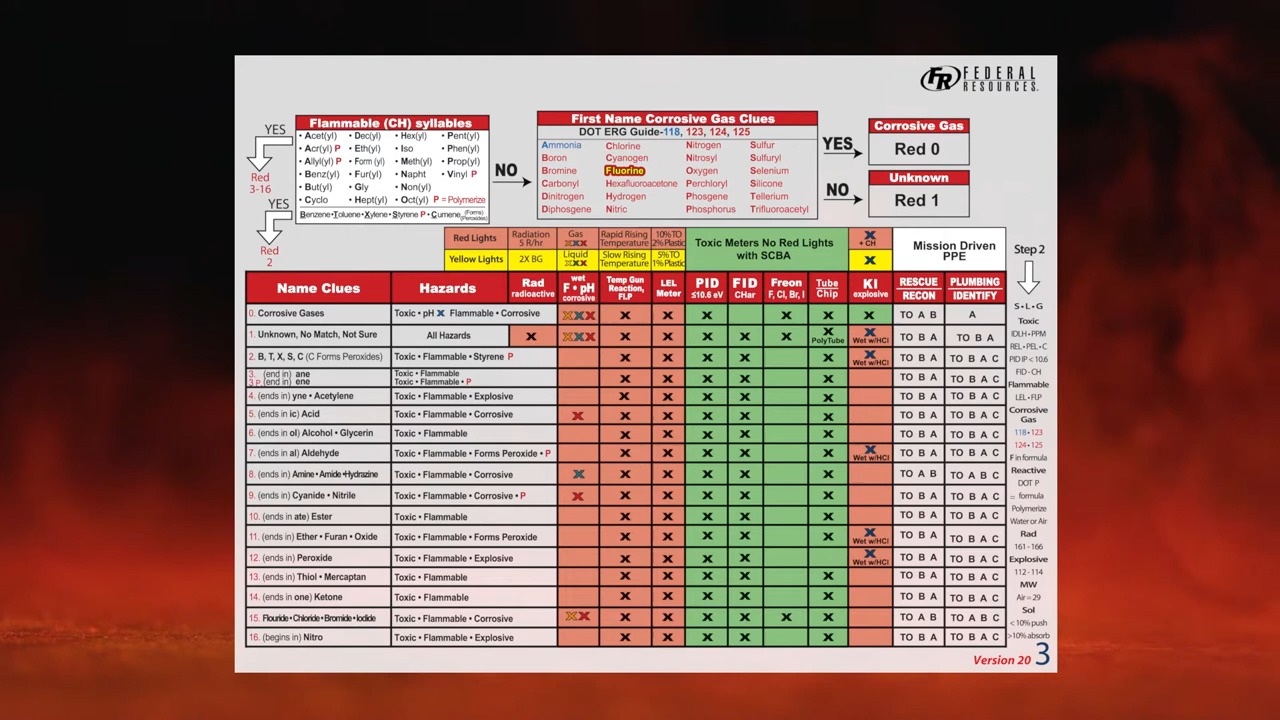 FR FEDERAL
RESOURCES.
YES
Red
3-16
YES
Red
2
Flammable (CH) syllables
• Acet(yl) • Dec(yl) • Hex(yl) • Pent(yl)
• Acr(yl) P • Eth(yl) • Iso • Phen(yl)
• Allyl(yl) P • Form (yl) • Meth(yl) • Prop(yl)
• Benz(yl) • Fur(yl) • Napht • Vinyl P
• But(yl) • Gly • Non(yl)
• Cyclo • Hept(yl) • Oct(yl) P = Polymerize
Benzene•Toluene•Xylene•Styrene P•Cumene (Forms) (Peroxides)
NO
First Name Corrosive Gas Clues
DOT ERG Guide-118, 123, 124, 125
Ammonia Chlorine Nitrogen Sulfur
Boron Cyanogen Nitrosyl Sulfuryl
Bromine Fluorine Oxygen Selenium
Carbonyl Hexafluoroacetone Perchloryl Silicone
Dinitrogen Hydrogen Phosgene Tellerium
Diphosgene Nitric Phosphorus Trifluoroacetyl
YES
NO
Corrosive Gas
Red 0
Unknown
Red 1
Red Lights Radiation 5 R/hr Gas XXX Rapid Rising Temperature 10% TO 2% Plastic
Yellow Lights 2X BG Liquid XXX Slow Rising Temperature 5% TO 1% Plastic
Toxic Meters No Red Lights
with SCBA
X + CH
X
Mission Driven
PPE
Name Clues Hazards Rad radioactive wet F • pH corrosive Temp Gun Reaction, FLP LEL Meter PID ≤10.6 eV FID CHar Freon F, Cl, Br, I Tube Chip KI explosive RESCUE RECON PLUMBING IDENTIFY
0. Corrosive Gases Toxic • pH X Flammable • Corrosive XXX X X X X X X TO A B A
1. Unknown, No Match, Not Sure All Hazards X XXX X X X X X X PolyTube X Wet w/HCl TO B A TO B A
2. B, T, X, S, C (C Forms Peroxides) Toxic • Flammable • Styrene P X X X X X X Wet w/HCl TO B A TO B A C
3. (end in) ane Toxic • Flammable
3 P. (end in) ene Toxic • Flammable • P X X X X X TO B A TO B A C
4. (ends in) yne • Acetylene Toxic • Flammable • Explosive X X X X X TO B A TO B A C
5. (ends in ic) Acid Toxic • Flammable • Corrosive X X X X X X TO B A TO B A C
6. (ends in ol) Alcohol • Glycerin Toxic • Flammable X X X X X TO B A TO B A C
7. (ends in al) Aldehyde Toxic • Flammable • Forms Peroxide • P X X X X X X Wet w/HCl TO B A TO B A C
8. (ends in) Amine • Amide •Hydrazine Toxic • Flammable • Corrosive X X X X X X TO A B TO A B C
9. (ends in) Cyanide • Nitrile Toxic • Flammable • Corrosive • P X X X X X X TO B A TO B A C
10. (ends in ate) Ester Toxic • Flammable X X X X X TO B A TO B A C
11. (ends in) Ether • Furan • Oxide Toxic • Flammable • Forms Peroxide X X X X X X Wet w/HCl TO B A TO B A C
12. (ends in) Peroxide Toxic • Flammable • Explosive X X X X X Wet w/HCl TO B A TO B A C
13. (ends in) Thiol • Mercaptan Toxic • Flammable X X X X X TO B A TO B A C
14. (ends in one) Ketone Toxic • Flammable X X X X X TO B A TO B A C
15. Flouride • Chloride • Bromide • Iodide Toxic • Flammable • Corrosive XX X X X X X X TO A B TO A B C
16. (begins in) Nitro Toxic • Flammable • Explosive X X X X X TO B A TO B A C
Step 2
S • L • G
Toxic
IDLH • PPM
REL • PEL • C
PID IP < 10.6
FID - CH
Flammable
LEL • FLP
Corrosive
Gas
118 • 123
124 • 125
F in formula
Reactive
DOT P
= formula
Polymerize
Water or Air
Rad
161 - 166
Explosive
112 - 114
MW
Air = 29
Sol
< 10% push
>10% absorb
Version 20 3